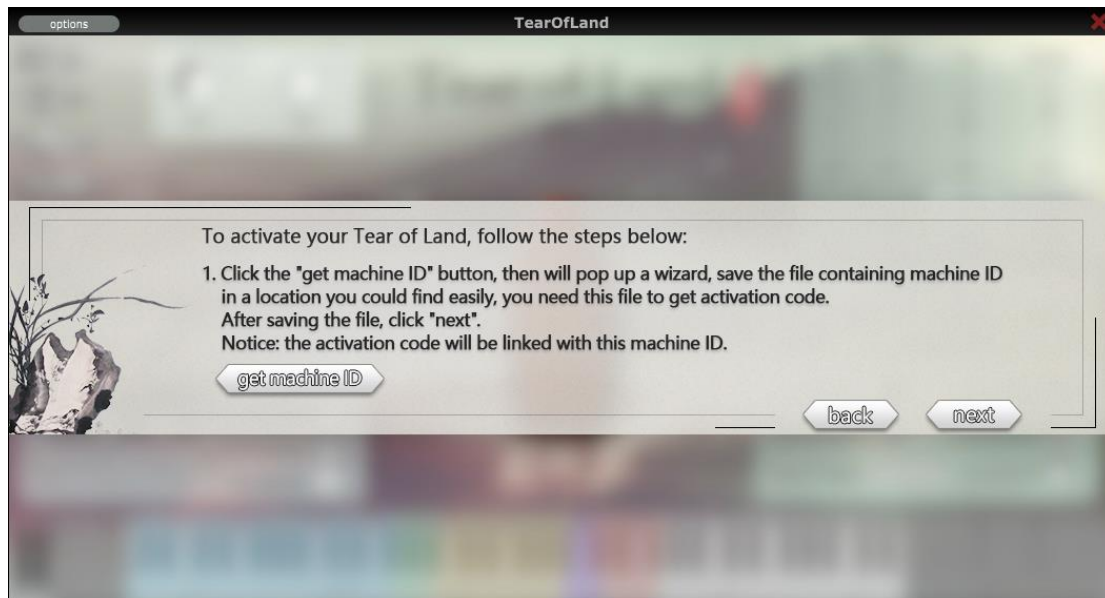 options
TearOfLand
Tear of Land
To activate your Tear of Land, follow the steps below:
1. Click the "get machine ID" button, then will pop up a wizard, save the file containing machine ID
in a location you could find easily, you need this file to get activation code.
After saving the file, click "next".
Notice: the activation code will be linked with this machine ID.
get machine ID
back
next